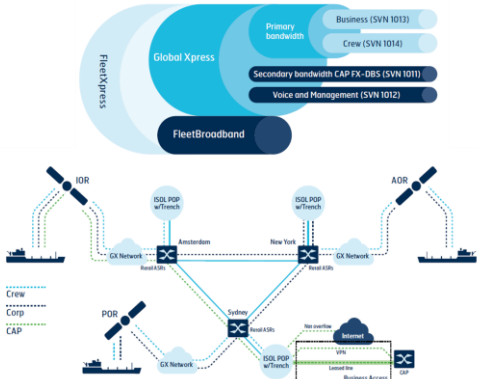 FleetXpress
Global Xpress
Primary
bandwidth
Business (SVN 1013)
Crew (SVN 1014)
Secondary bandwidth CAP FX-DBS (SVN 1011)
Voice and Management (SVN 1012)
FleetBroadband
IOR
ISOL POP
w/Trench
ISOL POP
w/Trench
AOR
Amsterdam
New York
GX Network
Retail ASRs
Retail ASRs
GX Network
Crew
Corp
CAP
Sydney
POR
Retail ASRs
Internet
VPN
GX Network
ISOL POP
w/Trench
Leased line
CAP
Business Access